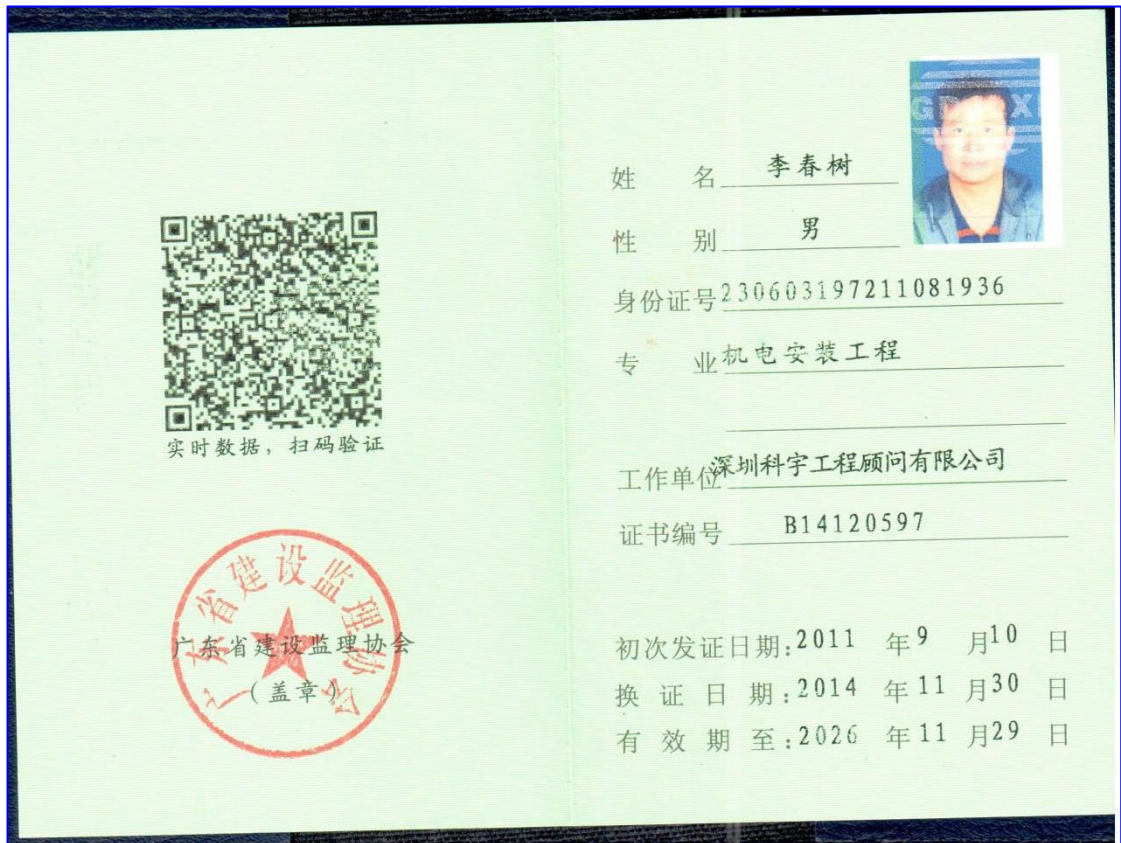 实时数据，扫码验证
广东省建设监理协会
广东省建设监理协会
（盖章）
姓 名 李春树
性 别 男
身份证号 230603197211081936
专 业 机电安装工程
工作单位 深圳科宇工程顾问有限公司
证书编号 B14120597
初次发证日期：2011 年 9 月 10 日
换 证 日 期：2014 年 11 月 30 日
有 效 期 至：2026 年 11 月 29 日